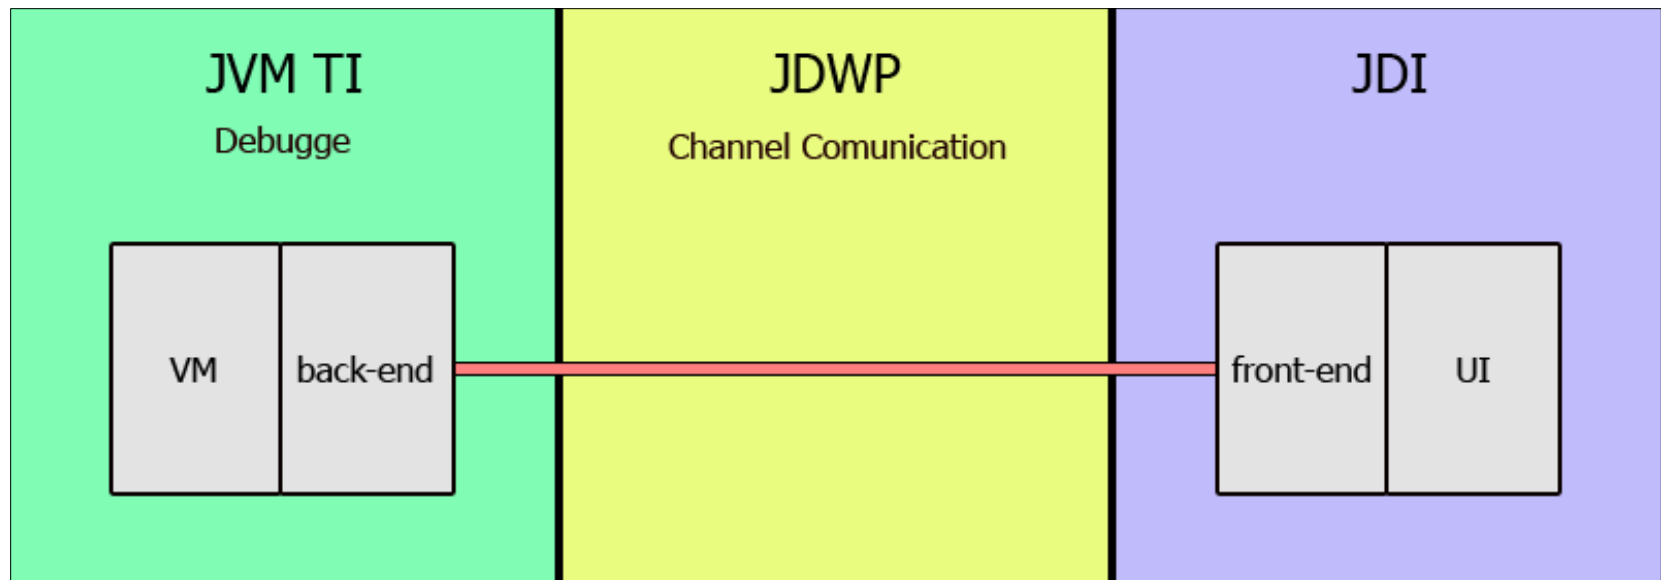 JVM TI
Debugge
VM
back-end
JDWP
Channel Comunication
JDI
front-end
UI